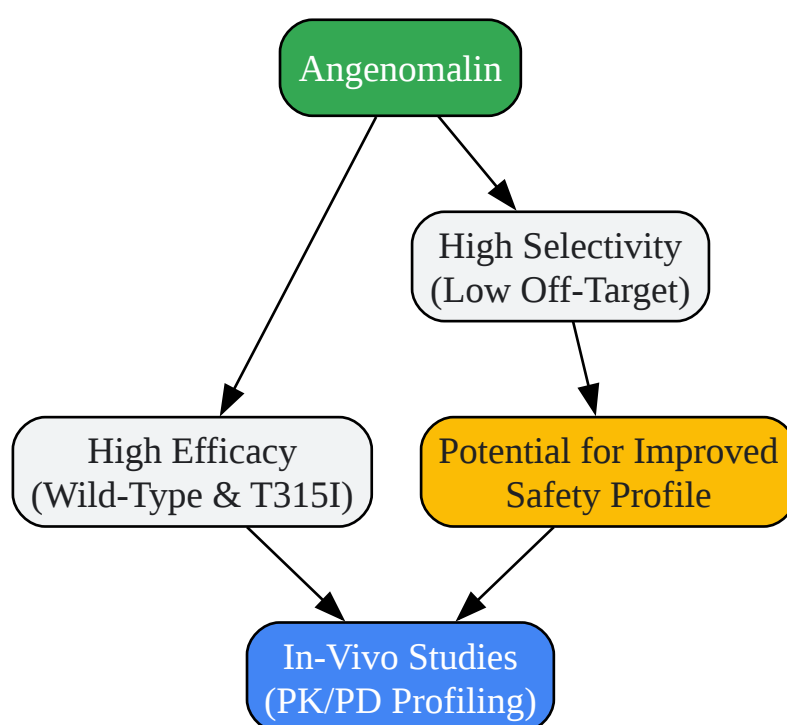 Angenomalin
High Selectivity
(Low Off-Target)
High Efficacy
(Wild-Type & T315I)
Potential for Improved
Safety Profile
In-Vivo Studies
(PK/PD Profiling)